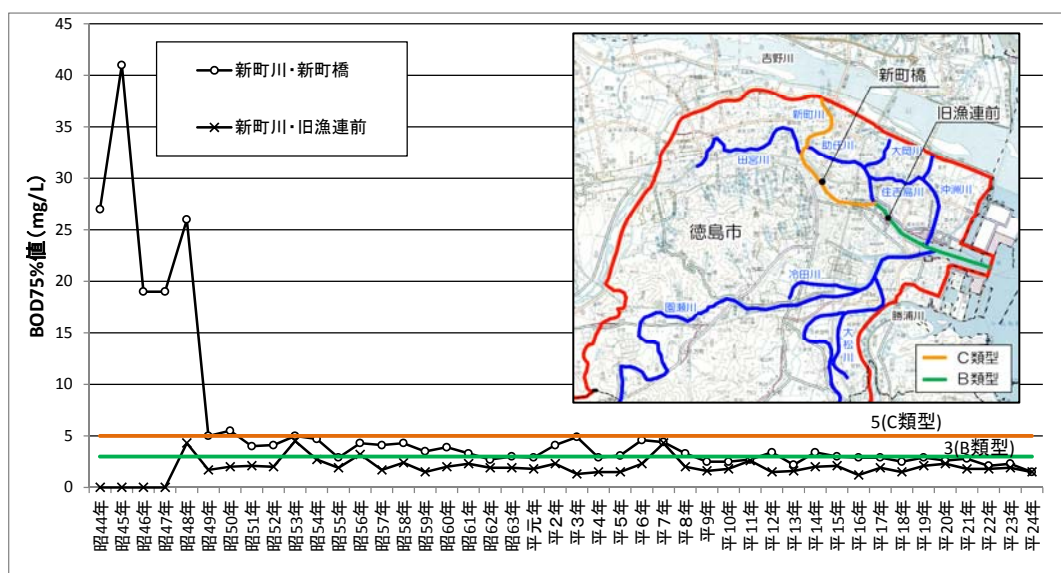 BOD75%値(mg/L)
45
40
35
30
25
20
15
10
5
0
新町川・新町橋
新町川・旧漁連前
吉野川
新町橋
旧漁連前
新町川
助任川
大岡川
田宮川
住吉島川
沖洲川
徳島市
冷田川
園瀬川
大松川
勝浦川
C類型
B類型
5(C類型)
3(B類型)
昭44年
昭45年
昭46年
昭47年
昭48年
昭49年
昭50年
昭51年
昭52年
昭53年
昭54年
昭55年
昭56年
昭57年
昭58年
昭59年
昭60年
昭61年
昭62年
昭63年
平元年
平2年
平3年
平4年
平5年
平6年
平7年
平8年
平9年
平10年
平11年
平12年
平13年
平14年
平15年
平16年
平17年
平18年
平19年
平20年
平21年
平22年
平23年
平24年